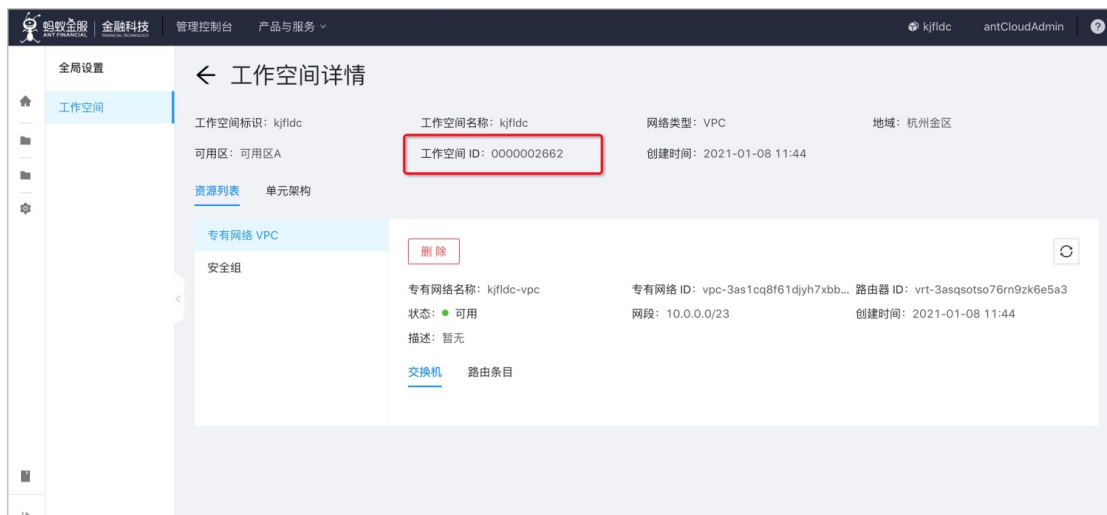 蚂蚁金服 金融科技 管理控制台 产品与服务 kjfldc antCloudAdmin ?
ANT FINANCIAL FINANCIAL TECHNOLOGY
全局设置
工作空间
← 工作空间详情
工作空间标识：kjfldc 工作空间名称：kjfldc 网络类型：VPC 地域：杭州金区
可用区：可用区A 工作空间 ID：0000002662 创建时间：2021-01-08 11:44
资源列表 单元架构
专有网络 VPC
安全组
删 除
专有网络名称：kjfldc-vpc 专有网络 ID：vpc-3as1cq8f61djyh7xbb... 路由器 ID：vrt-3asqsotso76rn9zk6e5a3
状态：可用 网段：10.0.0.0/23 创建时间：2021-01-08 11:44
描述：暂无
交换机 路由条目